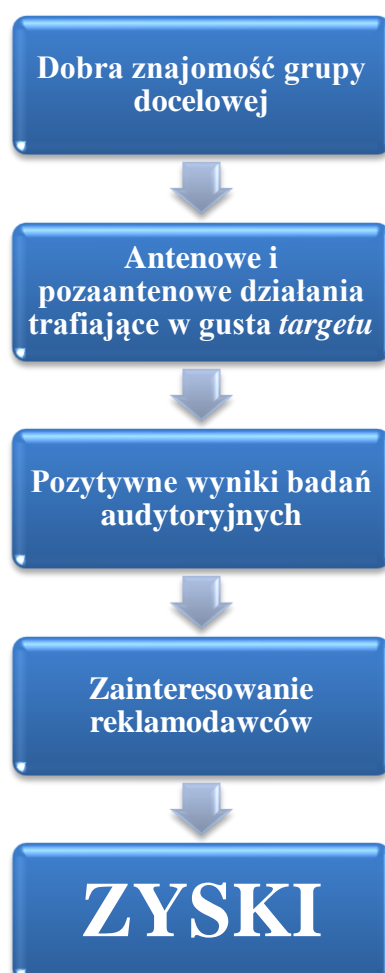 Dobra znajomość grupy
docelowej
Antenowe i
pozaantenowe działania
trafiające w gusta targetu
Pozytywne wyniki badań
audytoryjnych
Zainteresowanie
reklamodawców
ZYSKI